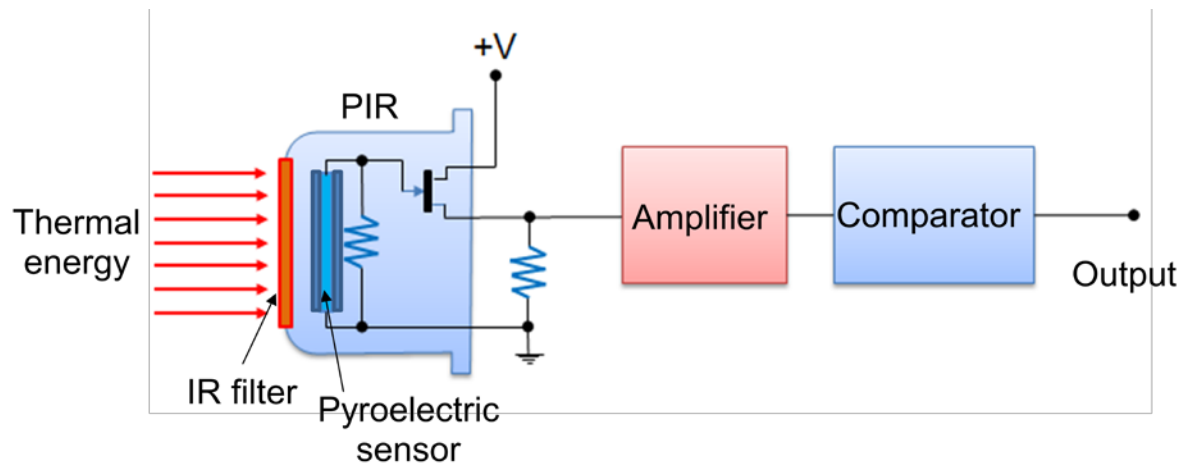 +V
PIR
Thermal
energy
Amplifier
Comparator
Output
IR filter
Pyroelectric
sensor